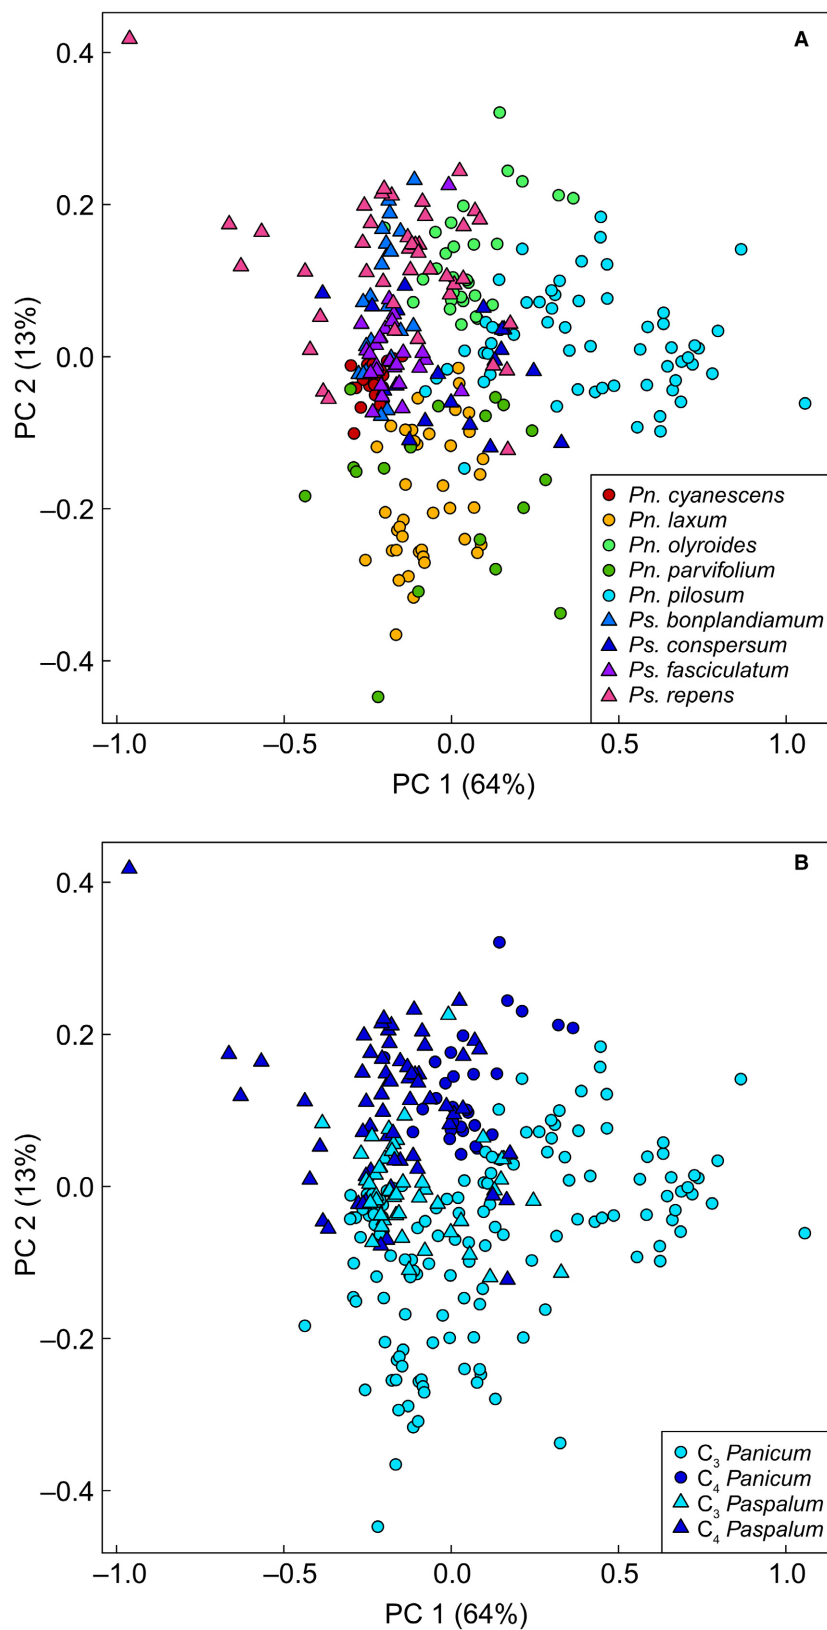 A
0.4
0.2
0.0
−0.2
−0.4
PC 2 (13%)
Pn. cyanescens
Pn. laxum
Pn. olyroides
Pn. parvifolium
Pn. pilosum
Ps. bonplandiamum
Ps. conspersum
Ps. fasciculatum
Ps. repens
−1.0 −0.5 0.0 0.5 1.0
PC 1 (64%)
B
0.4
0.2
0.0
−0.2
−0.4
PC 2 (13%)
C3 Panicum
C4 Panicum
C3 Paspalum
C4 Paspalum
−1.0 −0.5 0.0 0.5 1.0
PC 1 (64%)